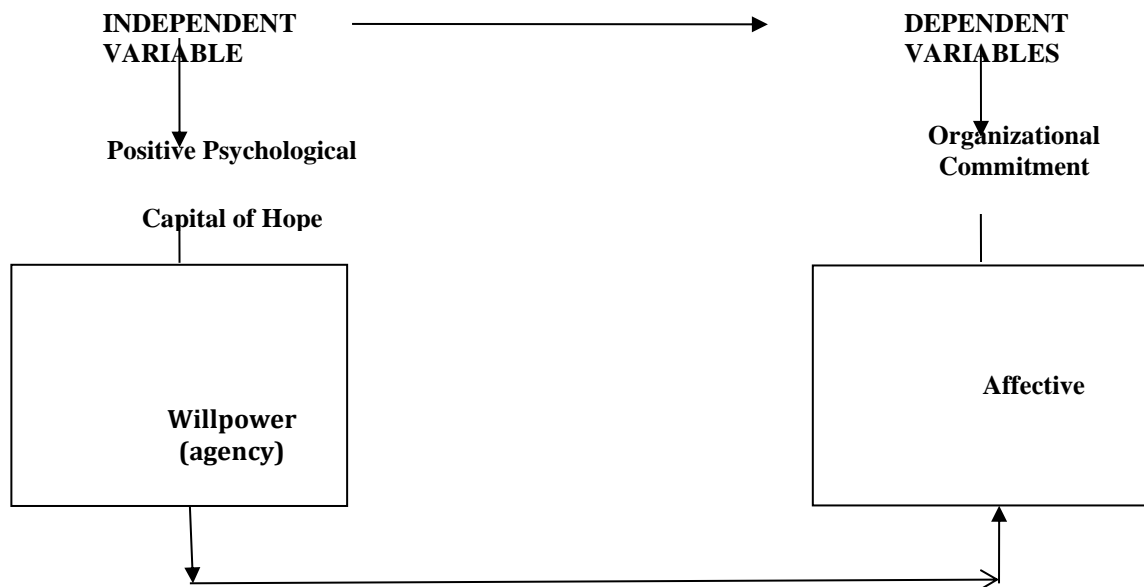 INDEPENDENT
VARIABLE
Positive Psychological
Capital of Hope
Willpower
(agency)
DEPENDENT
VARIABLES
Organizational
Commitment
Affective